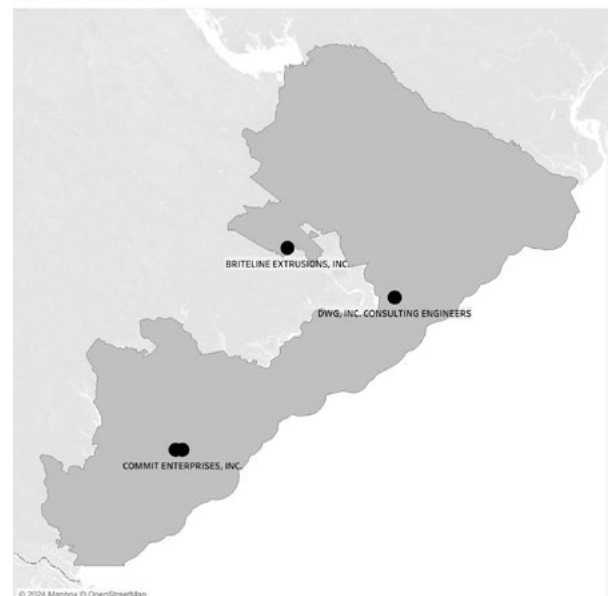 BRITELINE EXTRUSIONS, INC.
DWG, INC. CONSULTING ENGINEERS
COMMIT ENTERPRISES, INC.
© 2024 Mapbox © OpenStreetMap